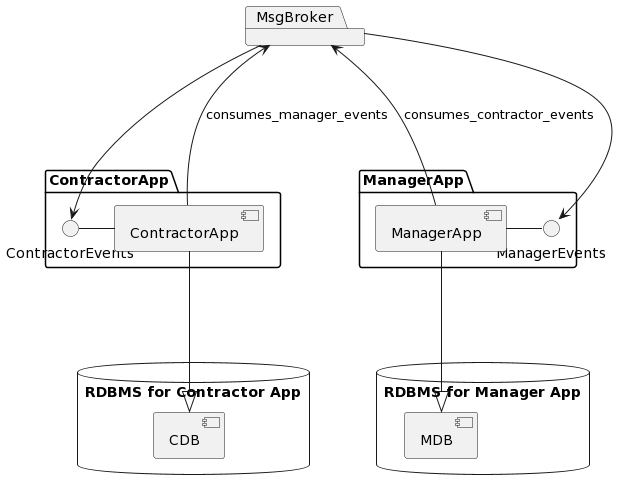 MsgBroker
consumes_manager_events
consumes_contractor_events
ContractorApp
ManagerApp
ContractorApp
ManagerApp
ContractorEvents
ManagerEvents
RDBMS for Contractor App
RDBMS for Manager App
CDB
MDB